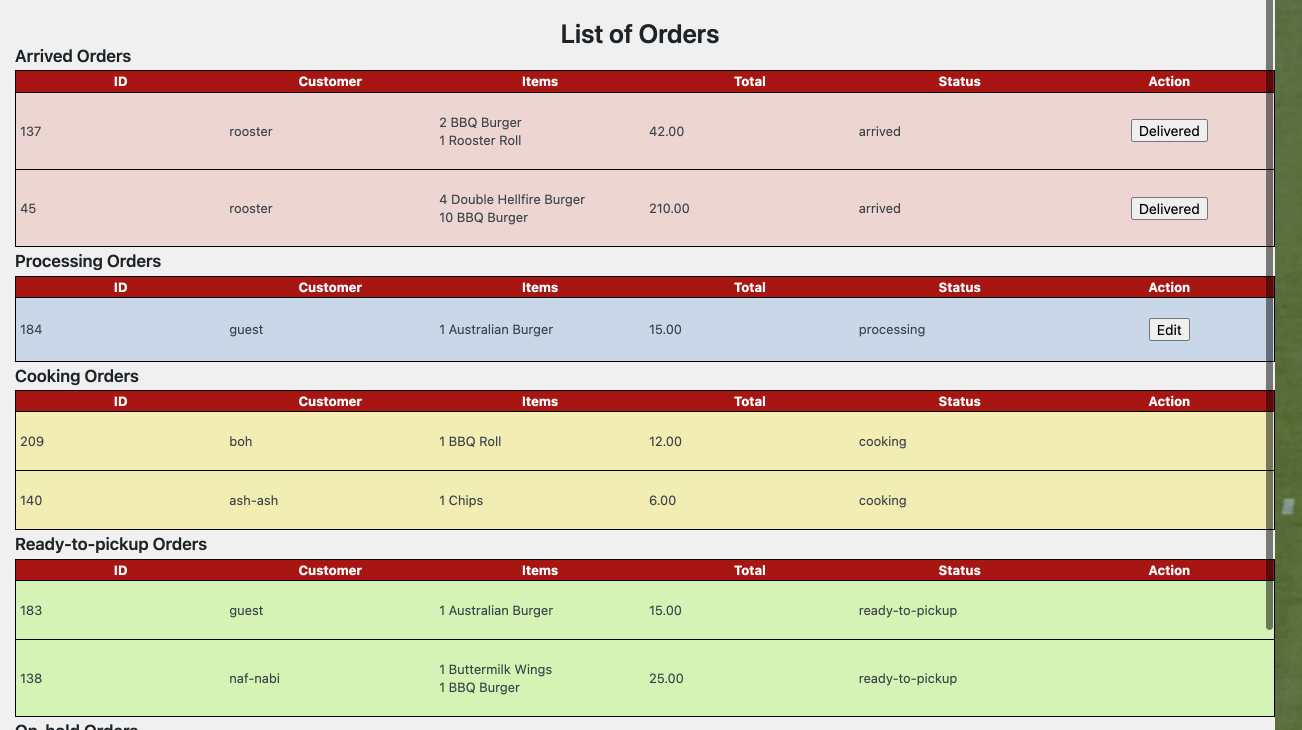 List of Orders
Arrived Orders
ID Customer Items Total Status Action
137 rooster 2 BBQ Burger 42.00 arrived Delivered
1 Rooster Roll
45 rooster 4 Double Hellfire Burger 210.00 arrived Delivered
10 BBQ Burger
Processing Orders
ID Customer Items Total Status Action
184 guest 1 Australian Burger 15.00 processing Edit
Cooking Orders
ID Customer Items Total Status Action
209 boh 1 BBQ Roll 12.00 cooking
140 ash-ash 1 Chips 6.00 cooking
Ready-to-pickup Orders
ID Customer Items Total Status Action
183 guest 1 Australian Burger 15.00 ready-to-pickup
138 naf-nabi 1 Buttermilk Wings 25.00 ready-to-pickup
1 BBQ Burger
On-hold Orders